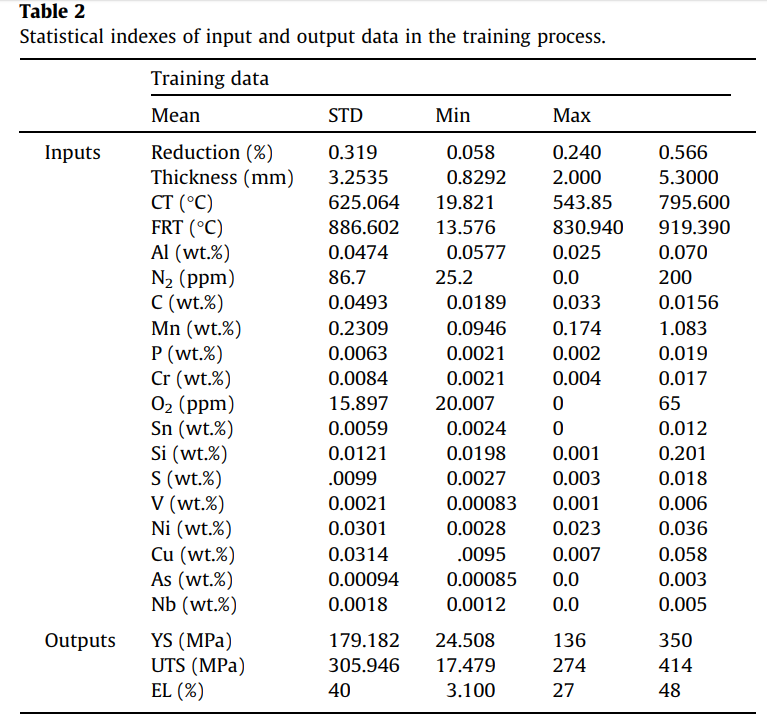 Table 2
Statistical indexes of input and output data in the training process.
Training data
Mean STD Min Max
Inputs Reduction (%) 0.319 0.058 0.240 0.566
Thickness (mm) 3.2535 0.8292 2.000 5.3000
CT (°C) 625.064 19.821 543.85 795.600
FRT (°C) 886.602 13.576 830.940 919.390
Al (wt.%) 0.0474 0.0577 0.025 0.070
N₂ (ppm) 86.7 25.2 0.0 200
C (wt.%) 0.0493 0.0189 0.033 0.0156
Mn (wt.%) 0.2309 0.0946 0.174 1.083
P (wt.%) 0.0063 0.0021 0.002 0.019
Cr (wt.%) 0.0084 0.0021 0.004 0.017
O₂ (ppm) 15.897 20.007 0 65
Sn (wt.%) 0.0059 0.0024 0 0.012
Si (wt.%) 0.0121 0.0198 0.001 0.201
S (wt.%) .0099 0.0027 0.003 0.018
V (wt.%) 0.0021 0.00083 0.001 0.006
Ni (wt.%) 0.0301 0.0028 0.023 0.036
Cu (wt.%) 0.0314 .0095 0.007 0.058
As (wt.%) 0.00094 0.00085 0.0 0.003
Nb (wt.%) 0.0018 0.0012 0.0 0.005
Outputs YS (MPa) 179.182 24.508 136 350
UTS (MPa) 305.946 17.479 274 414
EL (%) 40 3.100 27 48